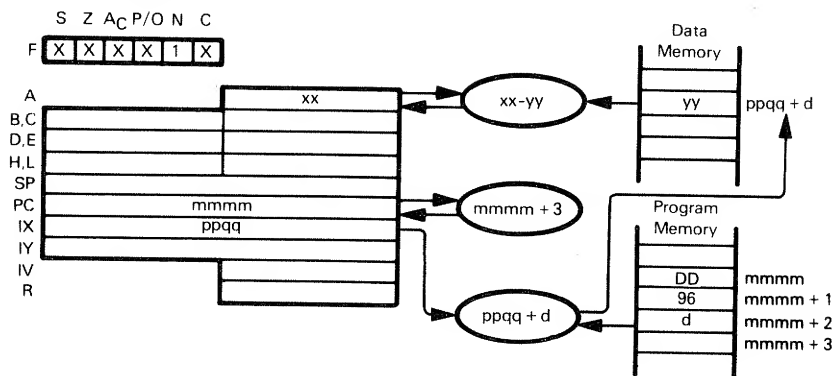 S Z AC P/O N C
F X X X X 1 X
Data
Memory
A xx
xx-yy
yy ppqq + d
B,C
D,E
H,L
SP
PC mmmm
mmmm + 3
Program
Memory
IX ppqq
IY
IV
R
ppqq + d
DD mmmm
96 mmmm + 1
d mmmm + 2
mmmm + 3